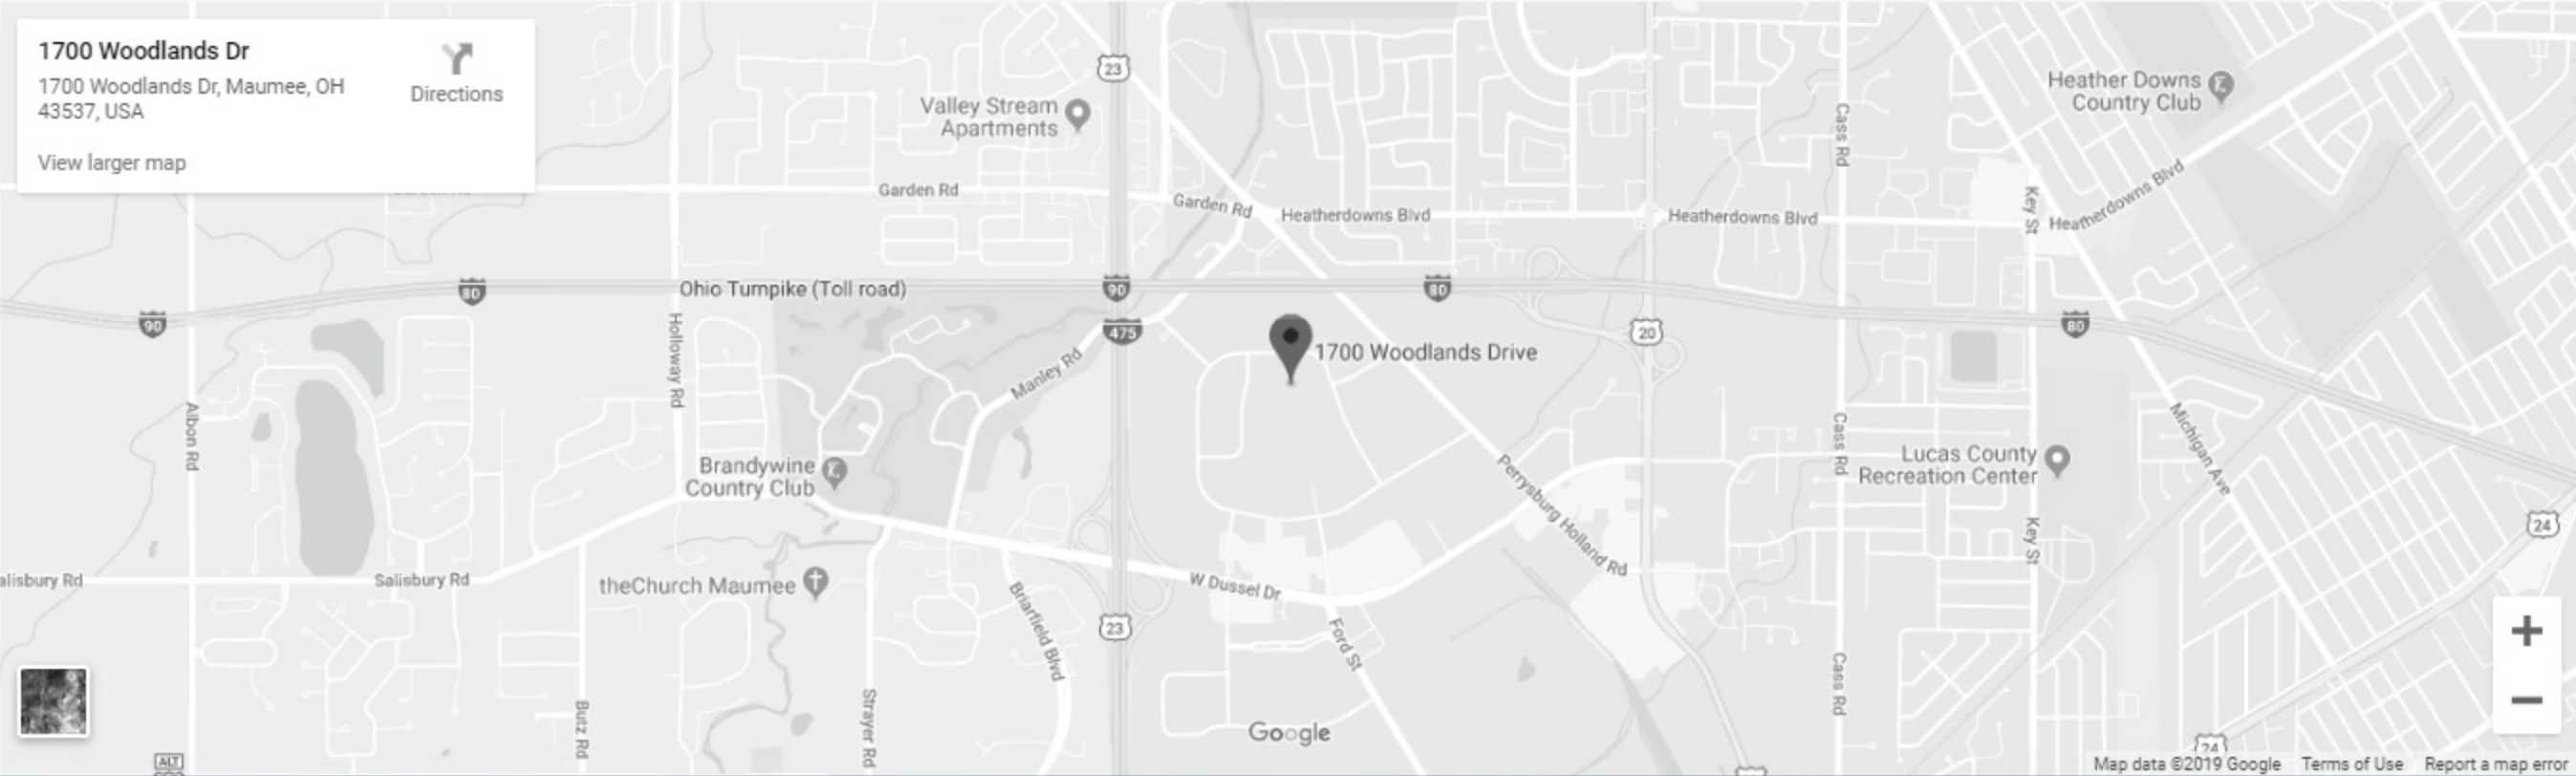 1700 Woodlands Dr
1700 Woodlands Dr, Maumee, OH
43537, USA
Directions
View larger map
23
Valley Stream
Apartments
Heather Downs
Country Club
Cass Rd
Garden Rd
Garden Rd
Heatherdowns Blvd
Heatherdowns Blvd
Key St
Heatherdowns Blvd
Ohio Turnpike (Toll road)
80
90
80
90
475
20
80
1700 Woodlands Drive
Holloway Rd
Manley Rd
Albon Rd
Cass Rd
Michigan Ave
Brandywine
Country Club
Lucas County
Recreation Center
Perrysburg Holland Rd
Key St
24
alisbury Rd
Salisbury Rd
theChurch Maumee
W Dussel Dr
Briarfield Blvd
23
Ford St
Cass Rd
Butz Rd
Strayer Rd
Google
+
−
ALT
24
Map data ©2019 Google
Terms of Use
Report a map error